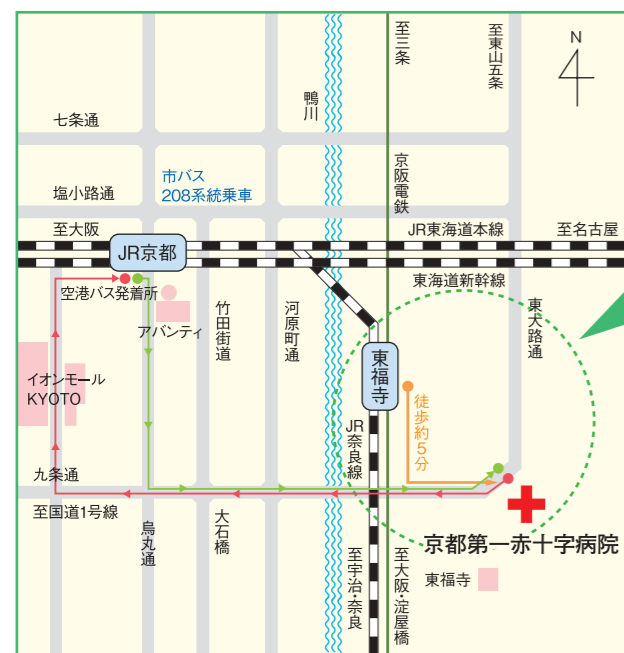 至三条
至東山五条
N
鴨川
七条通
京阪電鉄
市バス
208系統乗車
塩小路通
至大阪
JR東海道本線
至名古屋
JR京都
東海道新幹線
空港バス発着所
アバンティ
竹田街道
河原町通
東大路通
イオンモール
KYOTO
東福寺
徒歩約5分
JR奈良線
九条通
至国道1号線
烏丸通
大石橋
京都第一赤十字病院
至宇治・奈良
至大阪・淀屋橋
東福寺